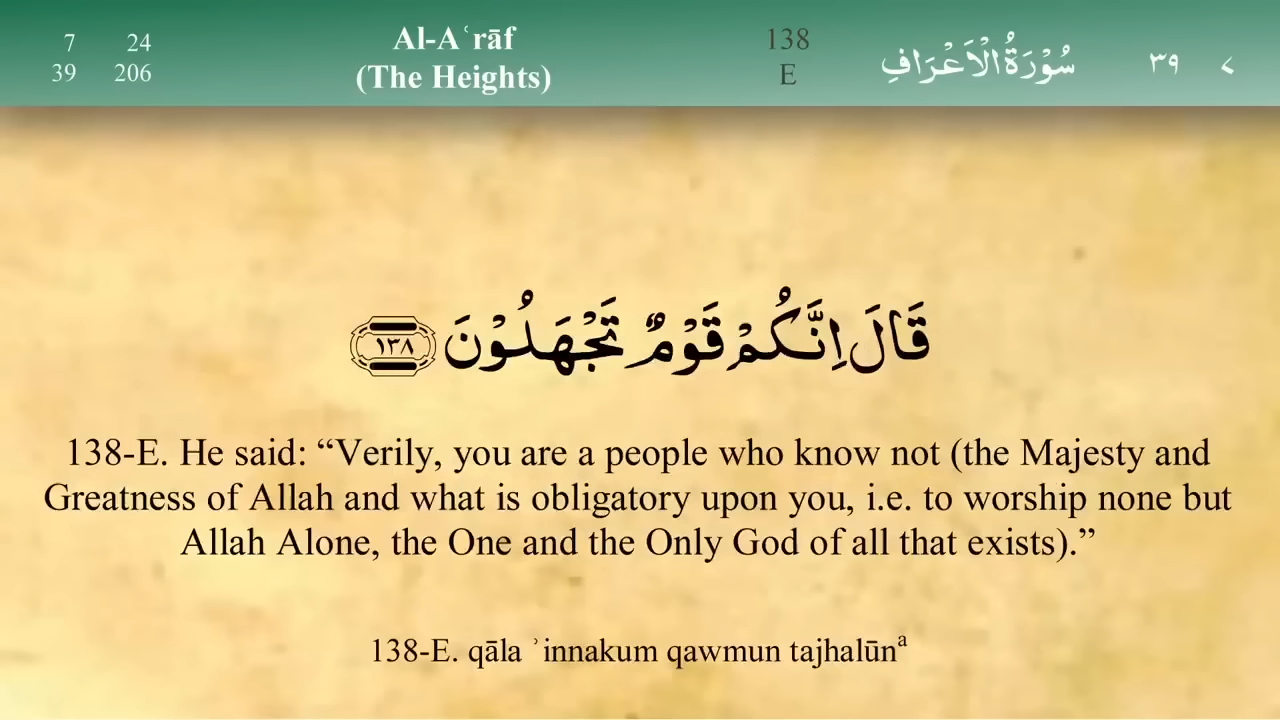 7 24 Al-Aʿrāf 138 سُوْرَةُ الْاَعْرَافِ ٣٩ ٧
39 206 (The Heights) E
قَالَ اِنَّكُمْ قَوْمٌ تَجْهَلُوْنَ ١٣٨
138-E. He said: “Verily, you are a people who know not (the Majesty and
Greatness of Allah and what is obligatory upon you, i.e. to worship none but
Allah Alone, the One and the Only God of all that exists).”
138-E. qāla ʾinnakum qawmun tajhalūnᵃ